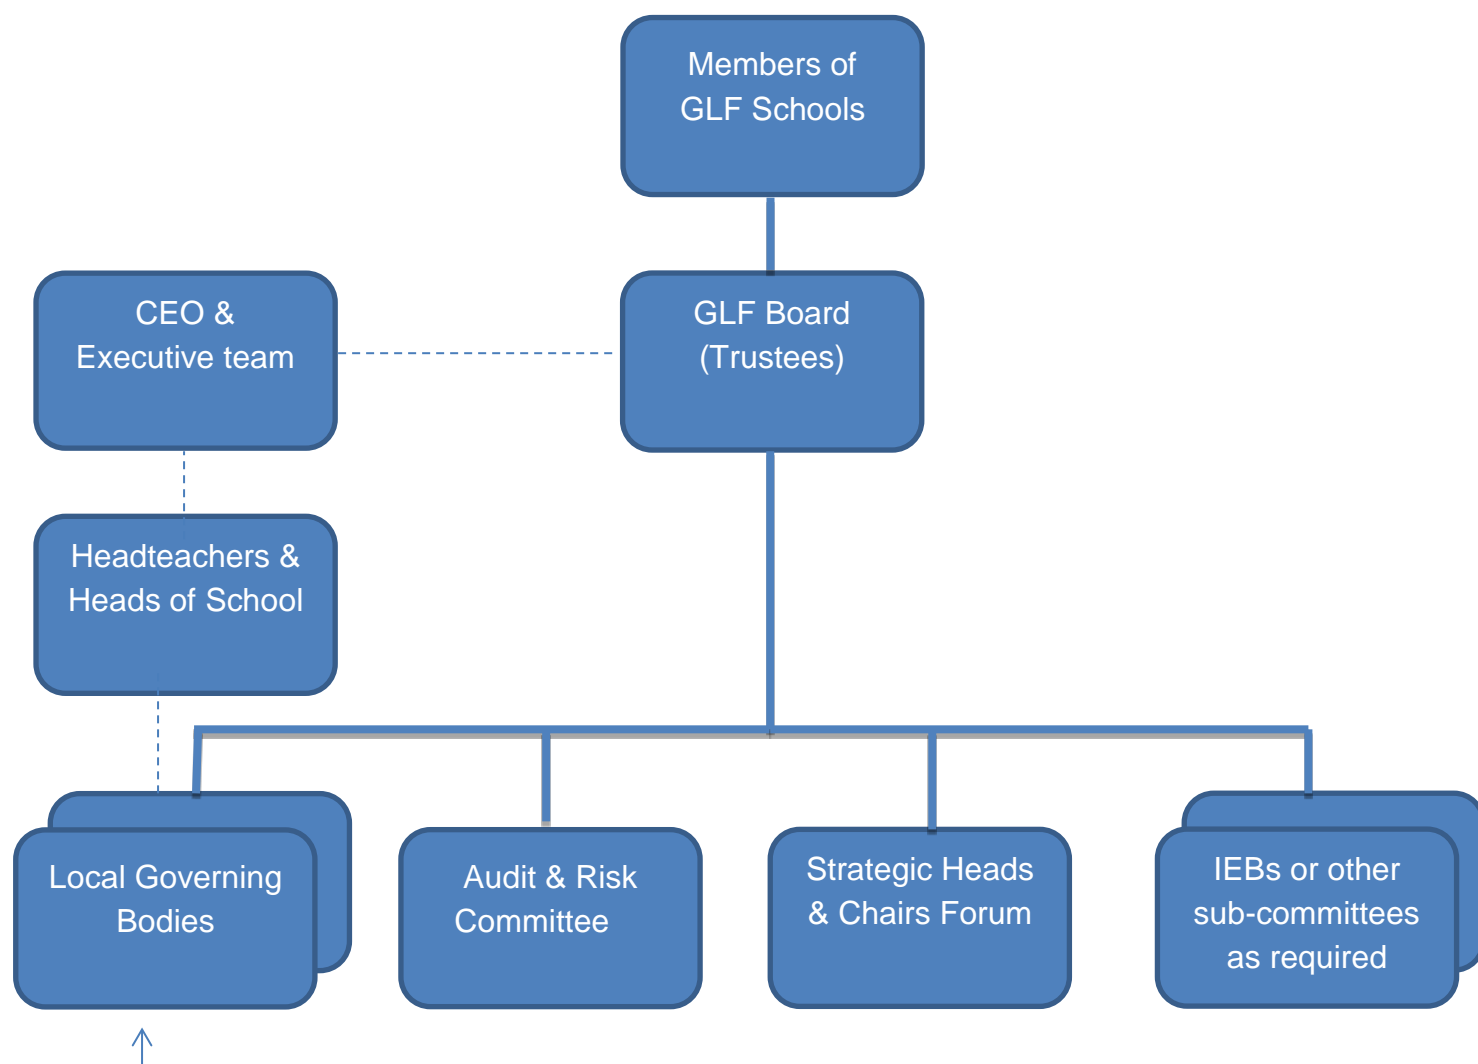 Members of
GLF Schools
CEO &
Executive team
GLF Board
(Trustees)
Headteachers &
Heads of School
Local Governing
Bodies
Audit & Risk
Committee
Strategic Heads
& Chairs Forum
IEBs or other
sub-committees
as required